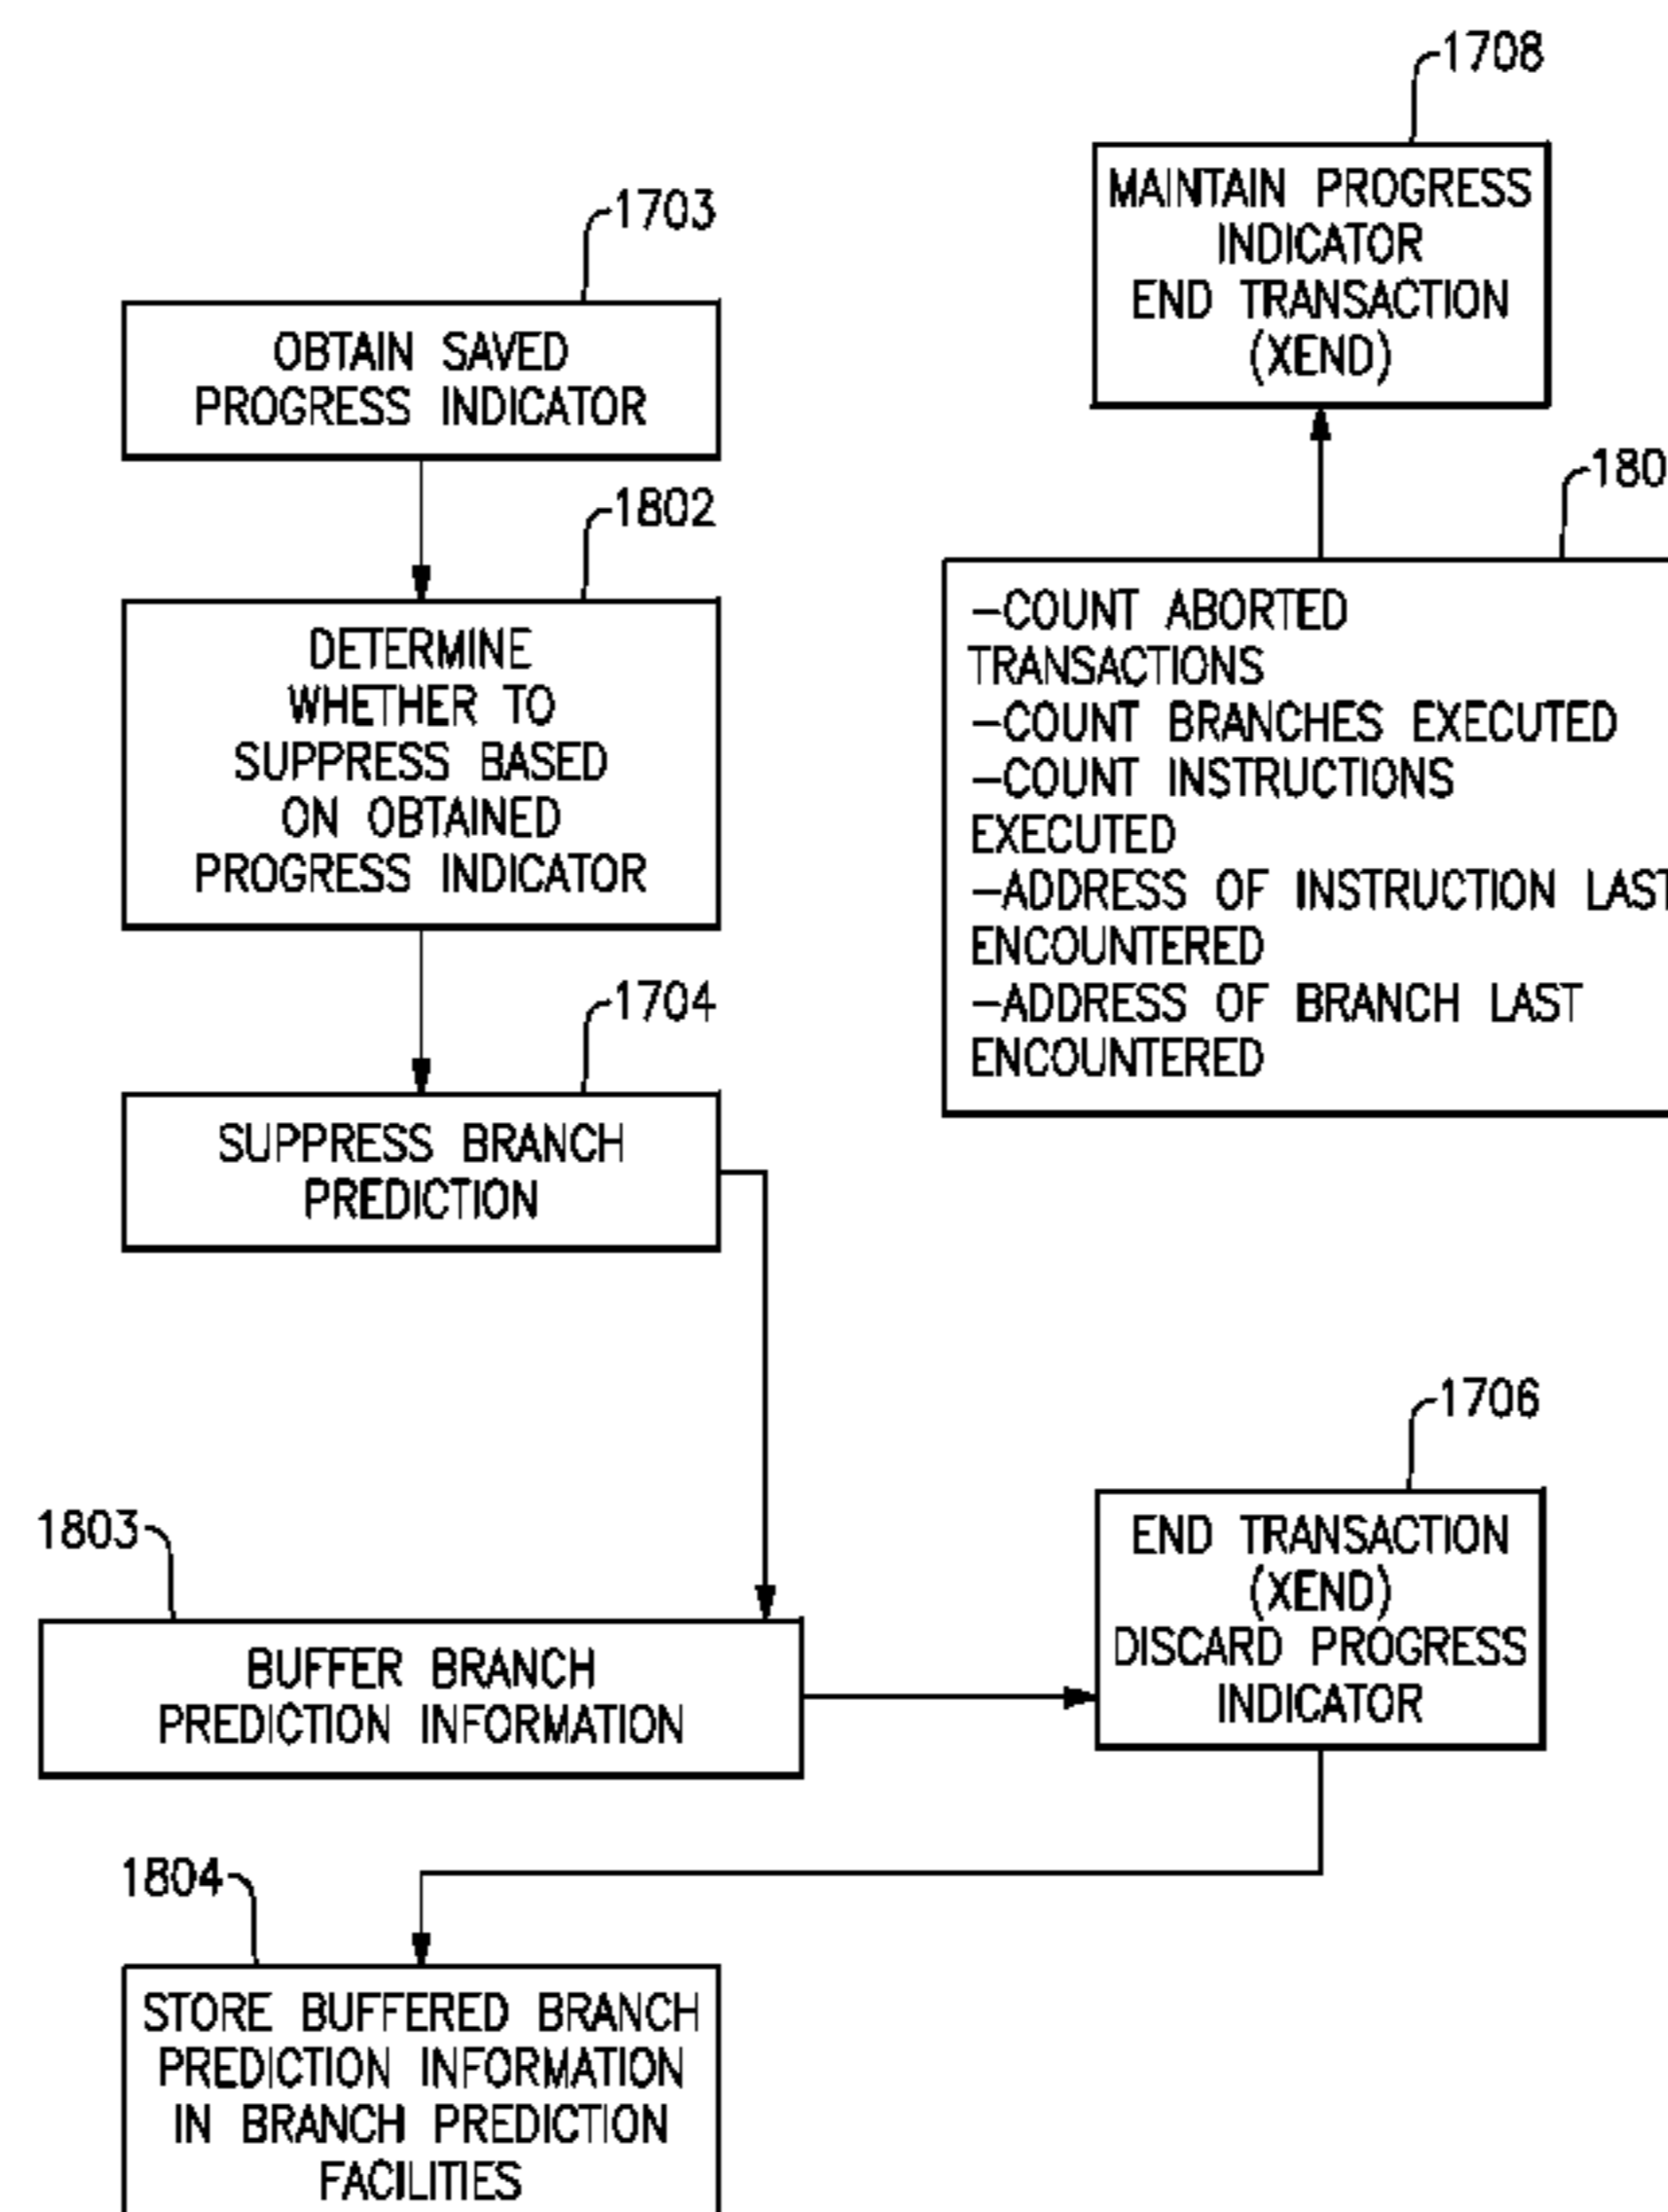 1708
MAINTAIN PROGRESS
INDICATOR
END TRANSACTION
(XEND)
1703
OBTAIN SAVED
PROGRESS INDICATOR
1802
DETERMINE
WHETHER TO
SUPPRESS BASED
ON OBTAINED
PROGRESS INDICATOR
180
-COUNT ABORTED
TRANSACTIONS
-COUNT BRANCHES EXECUTED
-COUNT INSTRUCTIONS
EXECUTED
-ADDRESS OF INSTRUCTION LAST
ENCOUNTERED
-ADDRESS OF BRANCH LAST
ENCOUNTERED
1704
SUPPRESS BRANCH
PREDICTION
1803
BUFFER BRANCH
PREDICTION INFORMATION
1706
END TRANSACTION
(XEND)
DISCARD PROGRESS
INDICATOR
1804
STORE BUFFERED BRANCH
PREDICTION INFORMATION
IN BRANCH PREDICTION
FACILITIES